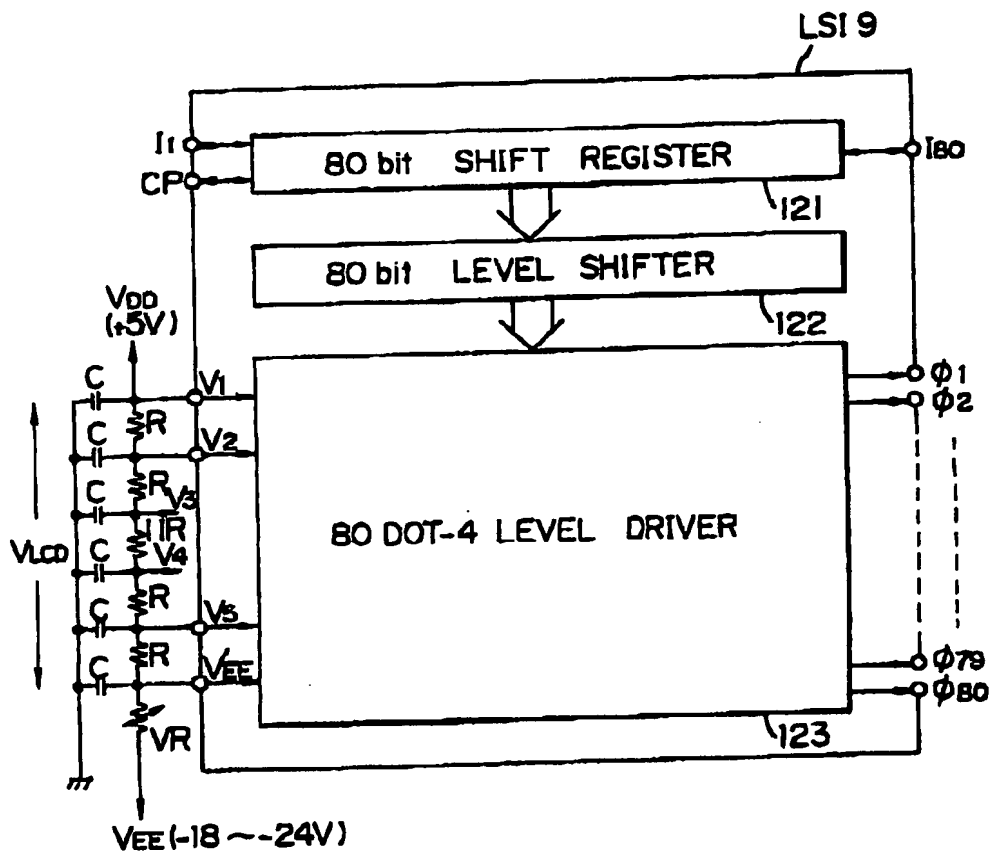 LSI 9
I1
80 bit SHIFT REGISTER
I80
CP
121
80 bit LEVEL SHIFTER
122
VDD
(+5V)
C
V1
φ1
R
φ2
C
V2
R
C
V3
11R
VLCD
C
V4
80 DOT-4 LEVEL DRIVER
R
C
V5
R
C
VEE
φ79
φ80
VR
123
VEE (-18 ~ -24V)